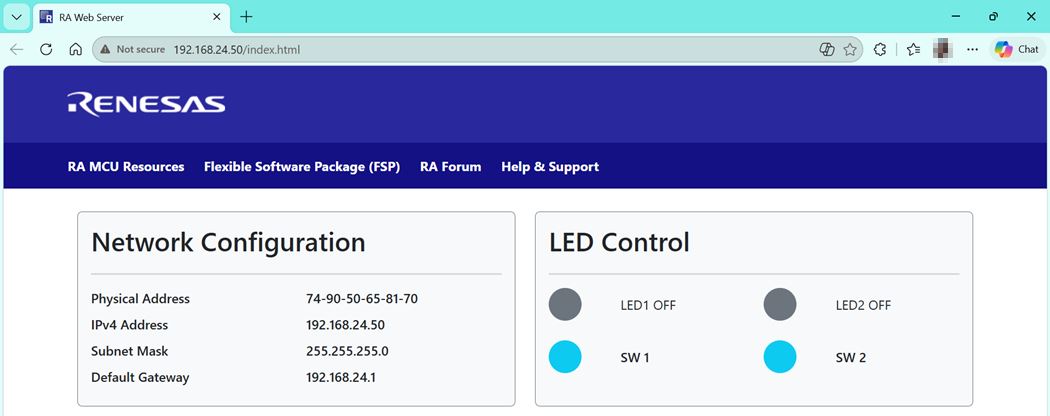 RA Web Server
Not secure 192.168.24.50/index.html
Chat
RENESAS
RA MCU Resources Flexible Software Package (FSP) RA Forum Help & Support
Network Configuration
Physical Address 74-90-50-65-81-70
IPv4 Address 192.168.24.50
Subnet Mask 255.255.255.0
Default Gateway 192.168.24.1
LED Control
LED1 OFF LED2 OFF
SW 1 SW 2